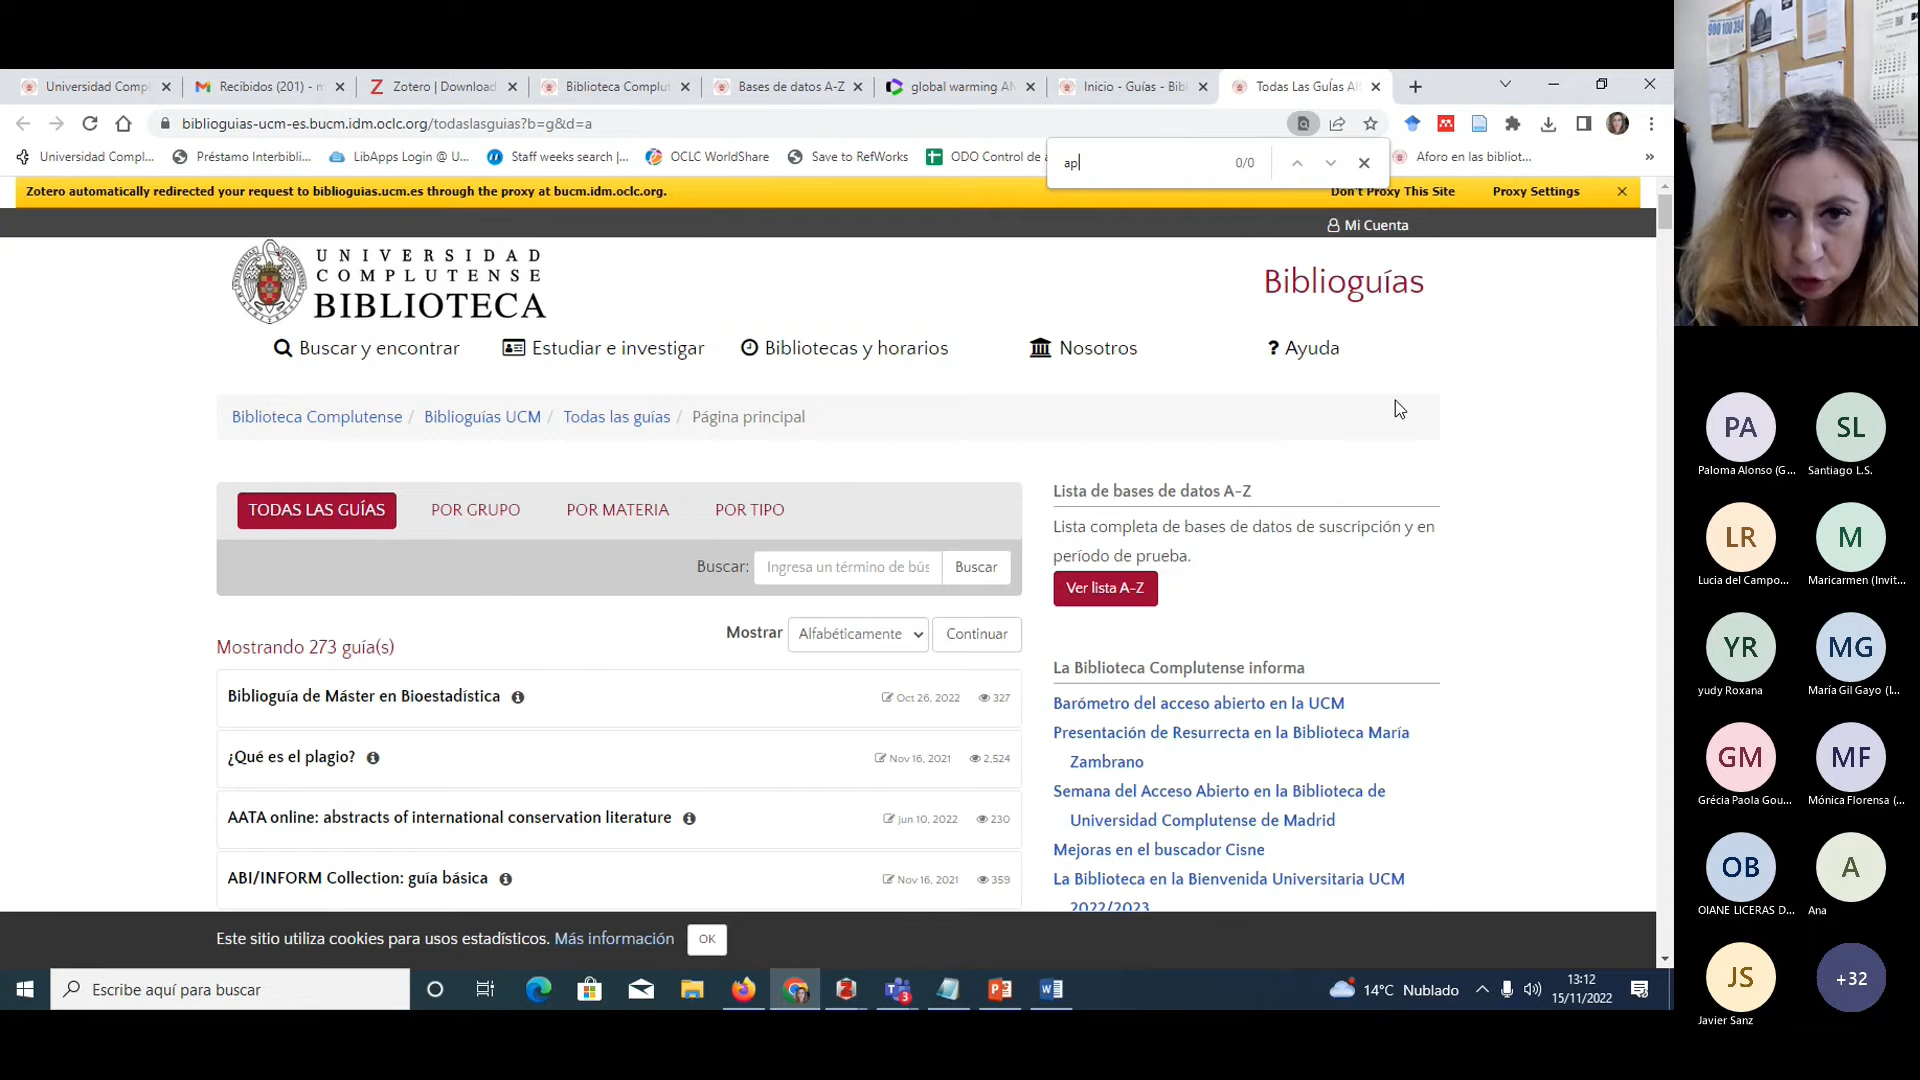 Universidad Compl
Recibidos (201) - m
Zotero | Download
Biblioteca Complut
Bases de datos A-Z
global warming AN
Inicio - Guías - Bibl
Todas Las Guías Alf
biblioguias-ucm-es.bucm.idm.oclc.org/todaslasguias?b=g&d=a
Universidad Compl...
Préstamo Interbibli...
LibApps Login @ U...
Staff weeks search |...
OCLC WorldShare
Save to RefWorks
ODO Control de a
Aforo en las bibliot...
ap
0/0
Zotero automatically redirected your request to biblioguias.ucm.es through the proxy at bucm.idm.oclc.org.
Don't Proxy This Site
Proxy Settings
Mi Cuenta
UNIVERSIDAD
COMPLUTENSE
BIBLIOTECA
Biblioguías
Buscar y encontrar
Estudiar e investigar
Bibliotecas y horarios
Nosotros
? Ayuda
Biblioteca Complutense / Biblioguías UCM / Todas las guías / Página principal
TODAS LAS GUÍAS
POR GRUPO
POR MATERIA
POR TIPO
Buscar:
Ingresa un término de bús
Buscar
Mostrar
Alfabéticamente
Continuar
Mostrando 273 guía(s)
Biblioguía de Máster en Bioestadística
Oct 26, 2022
327
¿Qué es el plagio?
Nov 16, 2021
2,524
AATA online: abstracts of international conservation literature
Jun 10, 2022
230
ABI/INFORM Collection: guía básica
Nov 16, 2021
359
Lista de bases de datos A-Z
Lista completa de bases de datos de suscripción y en
período de prueba.
Ver lista A-Z
La Biblioteca Complutense informa
Barómetro del acceso abierto en la UCM
Presentación de Resurrecta en la Biblioteca María
Zambrano
Semana del Acceso Abierto en la Biblioteca de
Universidad Complutense de Madrid
Mejoras en el buscador Cisne
La Biblioteca en la Bienvenida Universitaria UCM
2022/2023
Este sitio utiliza cookies para usos estadísticos. Más información
OK
Escribe aquí para buscar
14°C Nublado
13:12
15/11/2022
900 100 394
PA
Paloma Alonso (G...
SL
Santiago L.S.
LR
Lucia del Campo...
M
Maricarmen (Invit...
YR
yudy Roxana
MG
María Gil Gayo (I...
GM
Grécia Paola Gou...
MF
Mónica Florensa (...
OB
OIANE LICERAS D...
A
Ana
JS
Javier Sanz
+32